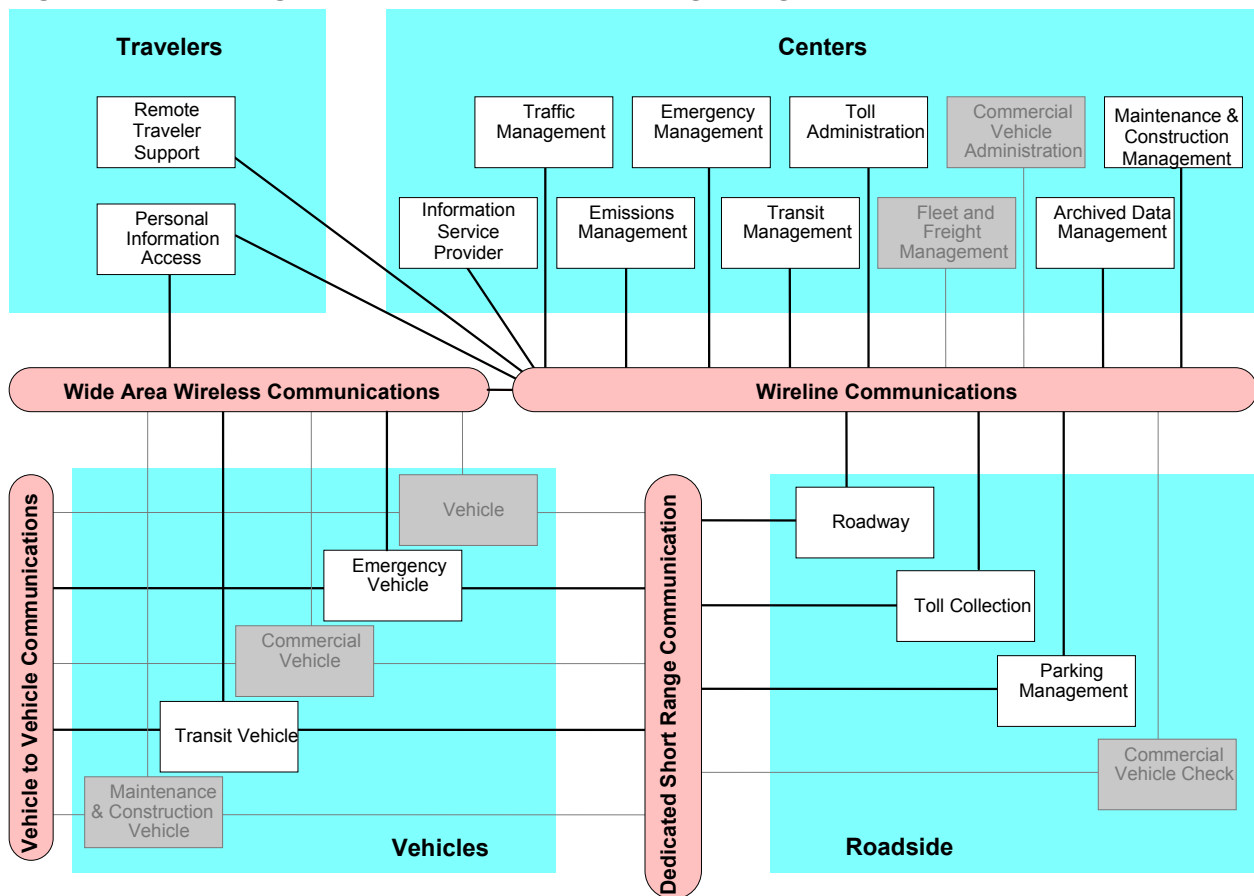 Travelers
Centers
Remote
Traveler
Support
Traffic
Management
Emergency
Management
Toll
Administration
Commercial
Vehicle
Administration
Maintenance &
Construction
Management
Personal
Information
Access
Information
Service
Provider
Emissions
Management
Transit
Management
Fleet and
Freight
Management
Archived Data
Management
Wide Area Wireless Communications
Wireline Communications
Vehicle to Vehicle Communications
Vehicle
Emergency
Vehicle
Commercial
Vehicle
Transit Vehicle
Maintenance
& Construction
Vehicle
Vehicles
Dedicated Short Range Communication
Roadway
Toll Collection
Parking
Management
Commercial
Vehicle Check
Roadside